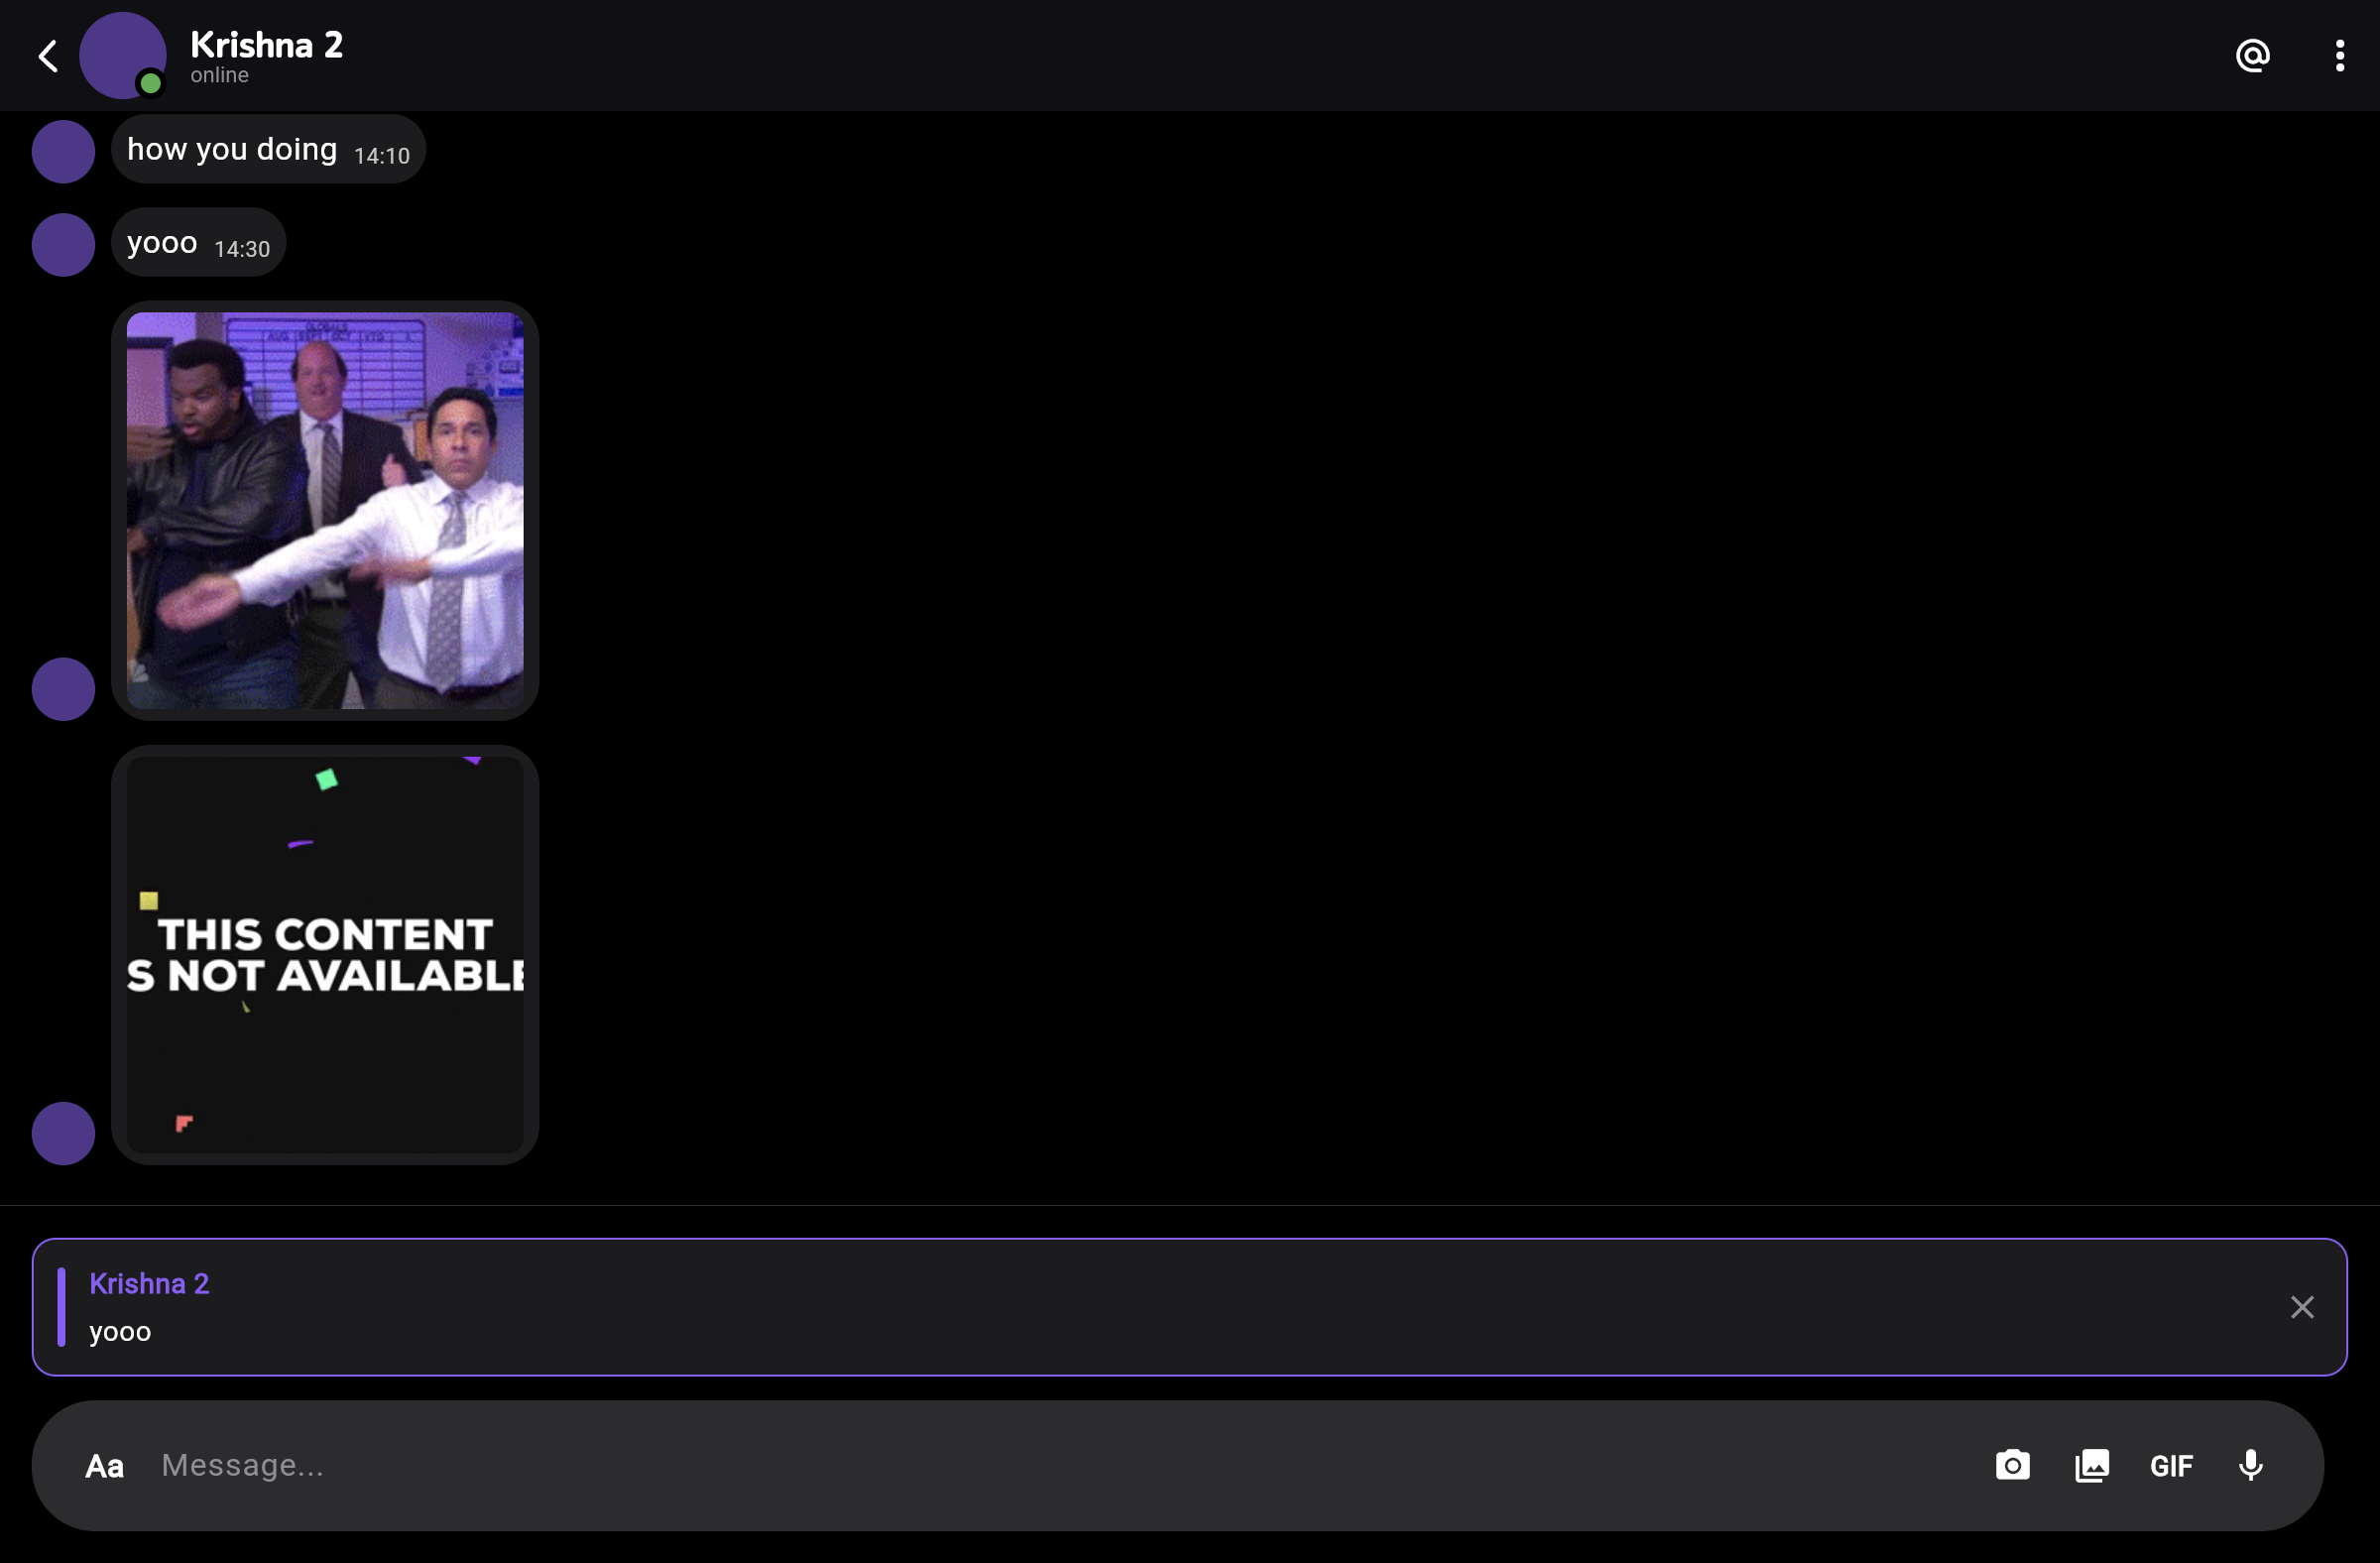 Krishna 2
online
how you doing 14:10
yooo 14:30
THIS CONTENT
S NOT AVAILABLE
Krishna 2
yooo
Aa Message...
GIF